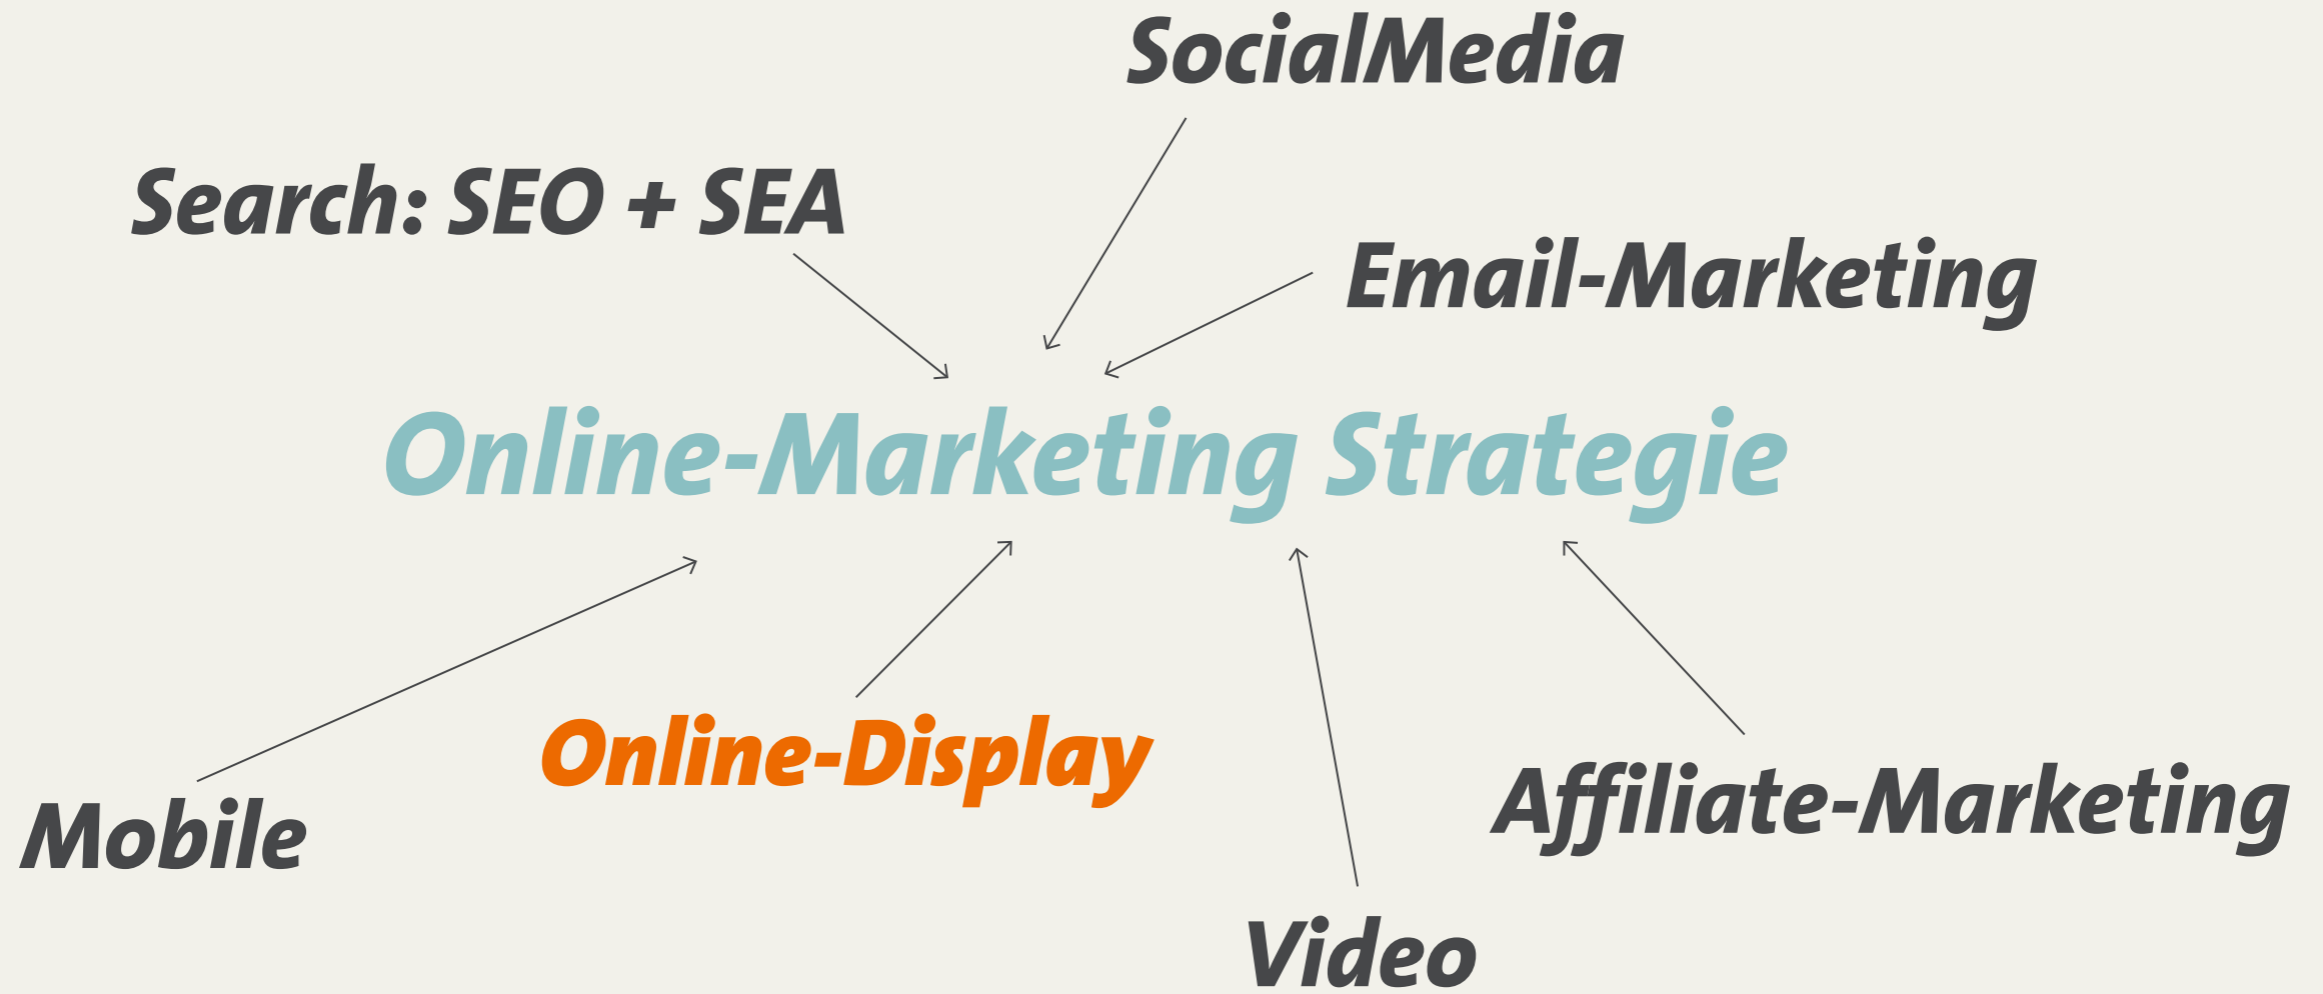 SocialMedia
Search: SEO + SEA
Email-Marketing
Online-Marketing Strategie
Online-Display
Mobile
Affiliate-Marketing
Video